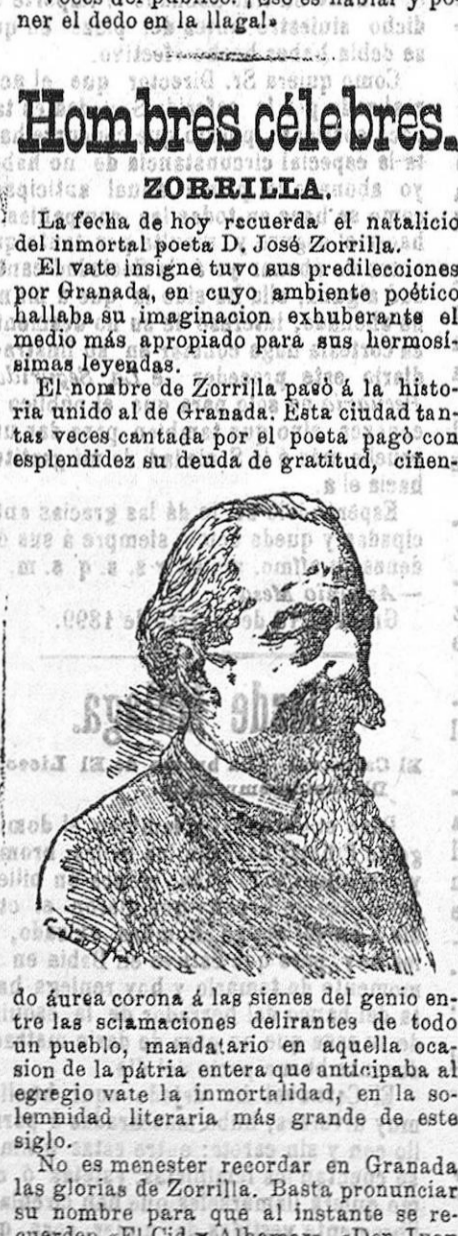 ner el dedo en la llaga!»
Hombres célebres.
ZORRILLA.
La fecha de hoy recuerda el natalicio
del inmortal poeta D. José Zorrilla.
El vate insigne tuvo sus predilecciones
por Granada, en cuyo ambiente poético
hallaba su imaginacion exhuberante el
medio más apropiado para sus hermosí-
simas leyendas.
El nombre de Zorrilla pasó á la histo-
ria unido al de Granada. Esta ciudad tan-
tas veces cantada por el poeta pagó con
esplendidez su deuda de gratitud, ciñen-
do áurea corona á las sienes del genio en-
tre las sclamaciones delirantes de todo
un pueblo, mandatario en aquella oca-
sion de la pátria entera que anticipaba al
egregio vate la inmortalidad, en la so-
lemnidad literaria más grande de este
siglo.
No es menester recordar en Granada
las glorias de Zorrilla. Basta pronunciar
su nombre para que al instante se re-